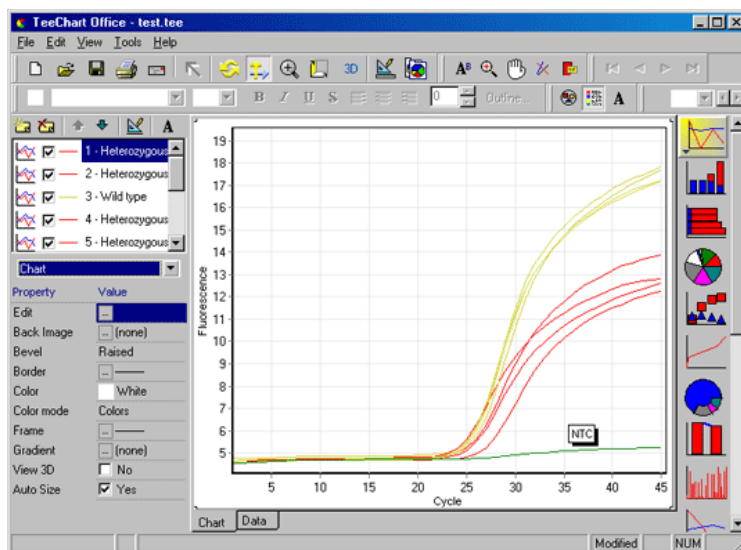 TeeChart Office - test.tee
File Edit View Tools Help
3D A B
B I U S 0 Outline... A
A
1 - Heterozygous
2 - Heterozygous
3 - Wild type
4 - Heterozygous
5 - Heterozygous
Chart
Property Value
Edit ...
Back Image ... (none)
Bevel Raised
Border ...
Color White
Color mode Colors
Frame ...
Gradient ... (none)
View 3D No
Auto Size Yes
19
18
17
16
15
14
13
12
11
10
9
8
7
6
5
Fluorescence
NTC
5 10 15 20 25 30 35 40 45
Cycle
Chart Data
Modified NUM